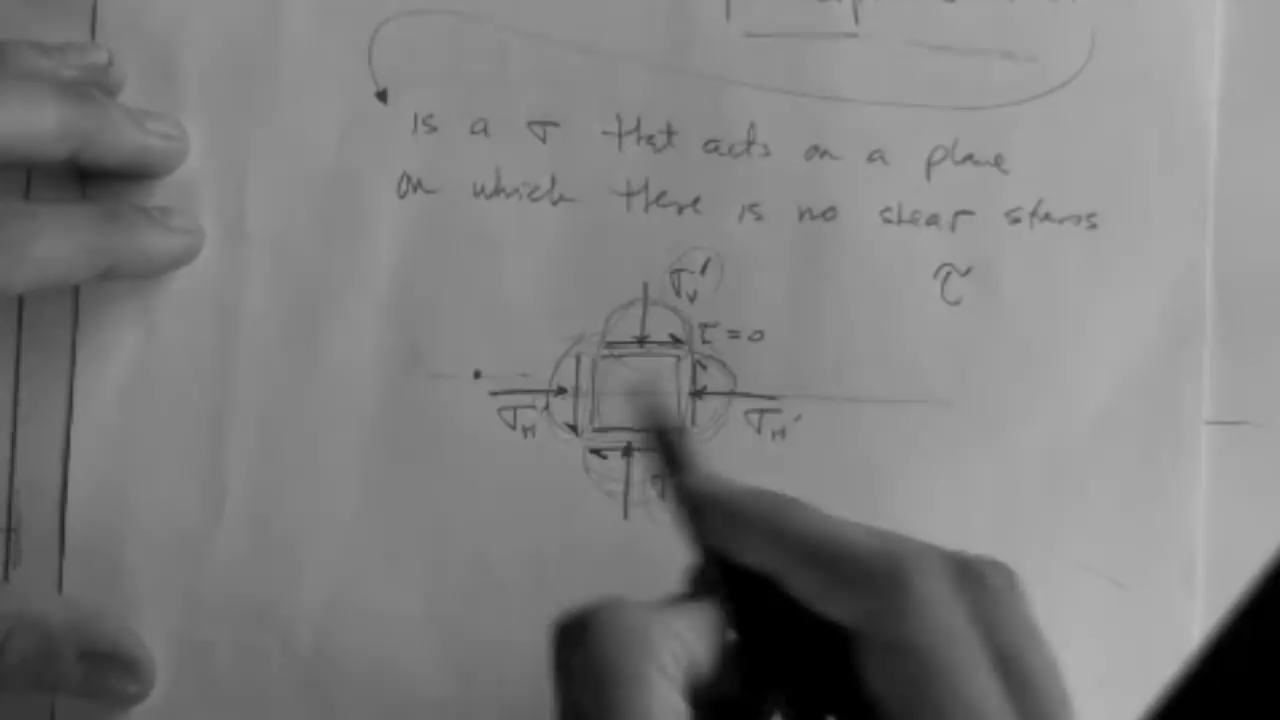 is a σ that acts on a plane
on which there is no shear stress
τ
σv'
τ = 0
σH'
σH'